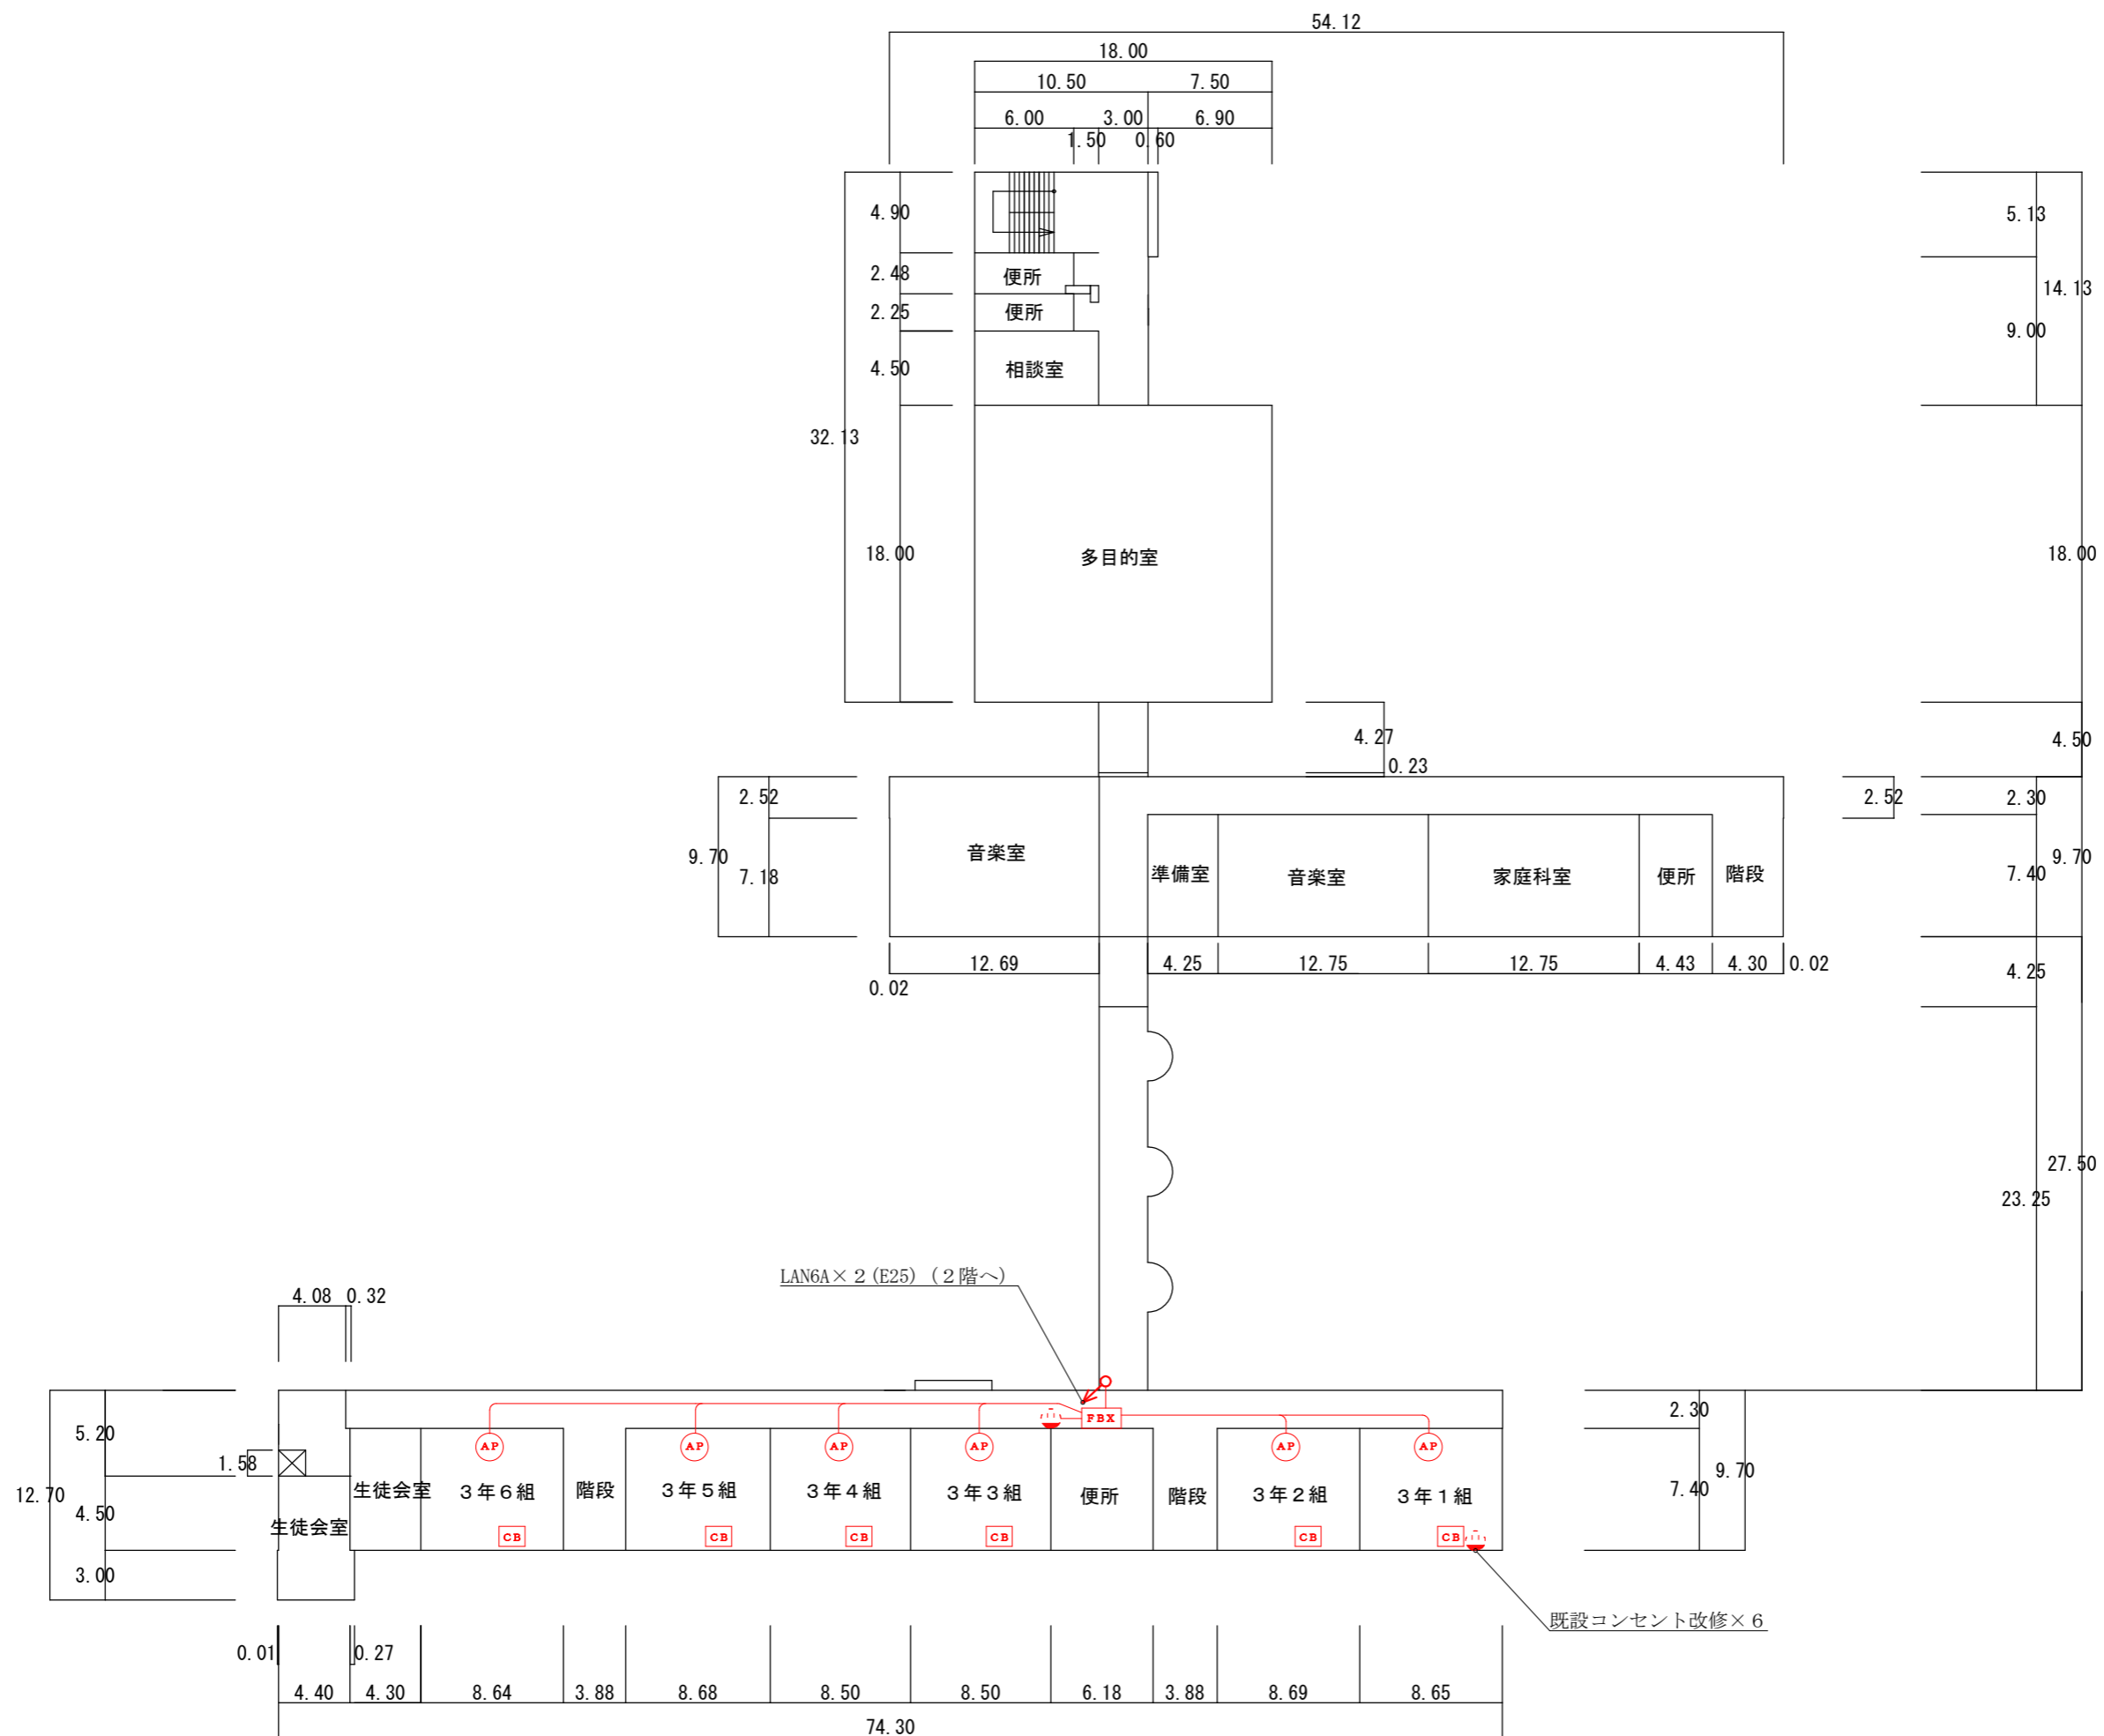 54.12
18.00
10.50 7.50
6.00 3.00 6.90
1.50 0.60
4.90
2.48
2.25
4.50
32.13
18.00
便所
便所
相談室
多目的室
5.13
14.13
9.00
18.00
4.50
4.27
0.23
2.52
9.70
7.18
音楽室
準備室
音楽室
家庭科室
便所
階段
2.52
2.30
9.70
7.40
12.69 4.25 12.75 12.75 4.43 4.30 0.02
0.02
4.25
27.50
23.25
LAN6A×2(E25)(2階へ)
4.08 0.32
FBX
AP AP AP AP AP AP
5.20
1.58
12.70
4.50
3.00
生徒会室
生徒会室
3年6組
階段
3年5組
3年4組
3年3組
便所
階段
3年2組
3年1組
CB CB CB CB CB CB
2.30
9.70
7.40
既設コンセント改修×6
0.01 0.27
4.40 4.30 8.64 3.88 8.68 8.50 8.50 6.18 3.88 8.69 8.65
74.30